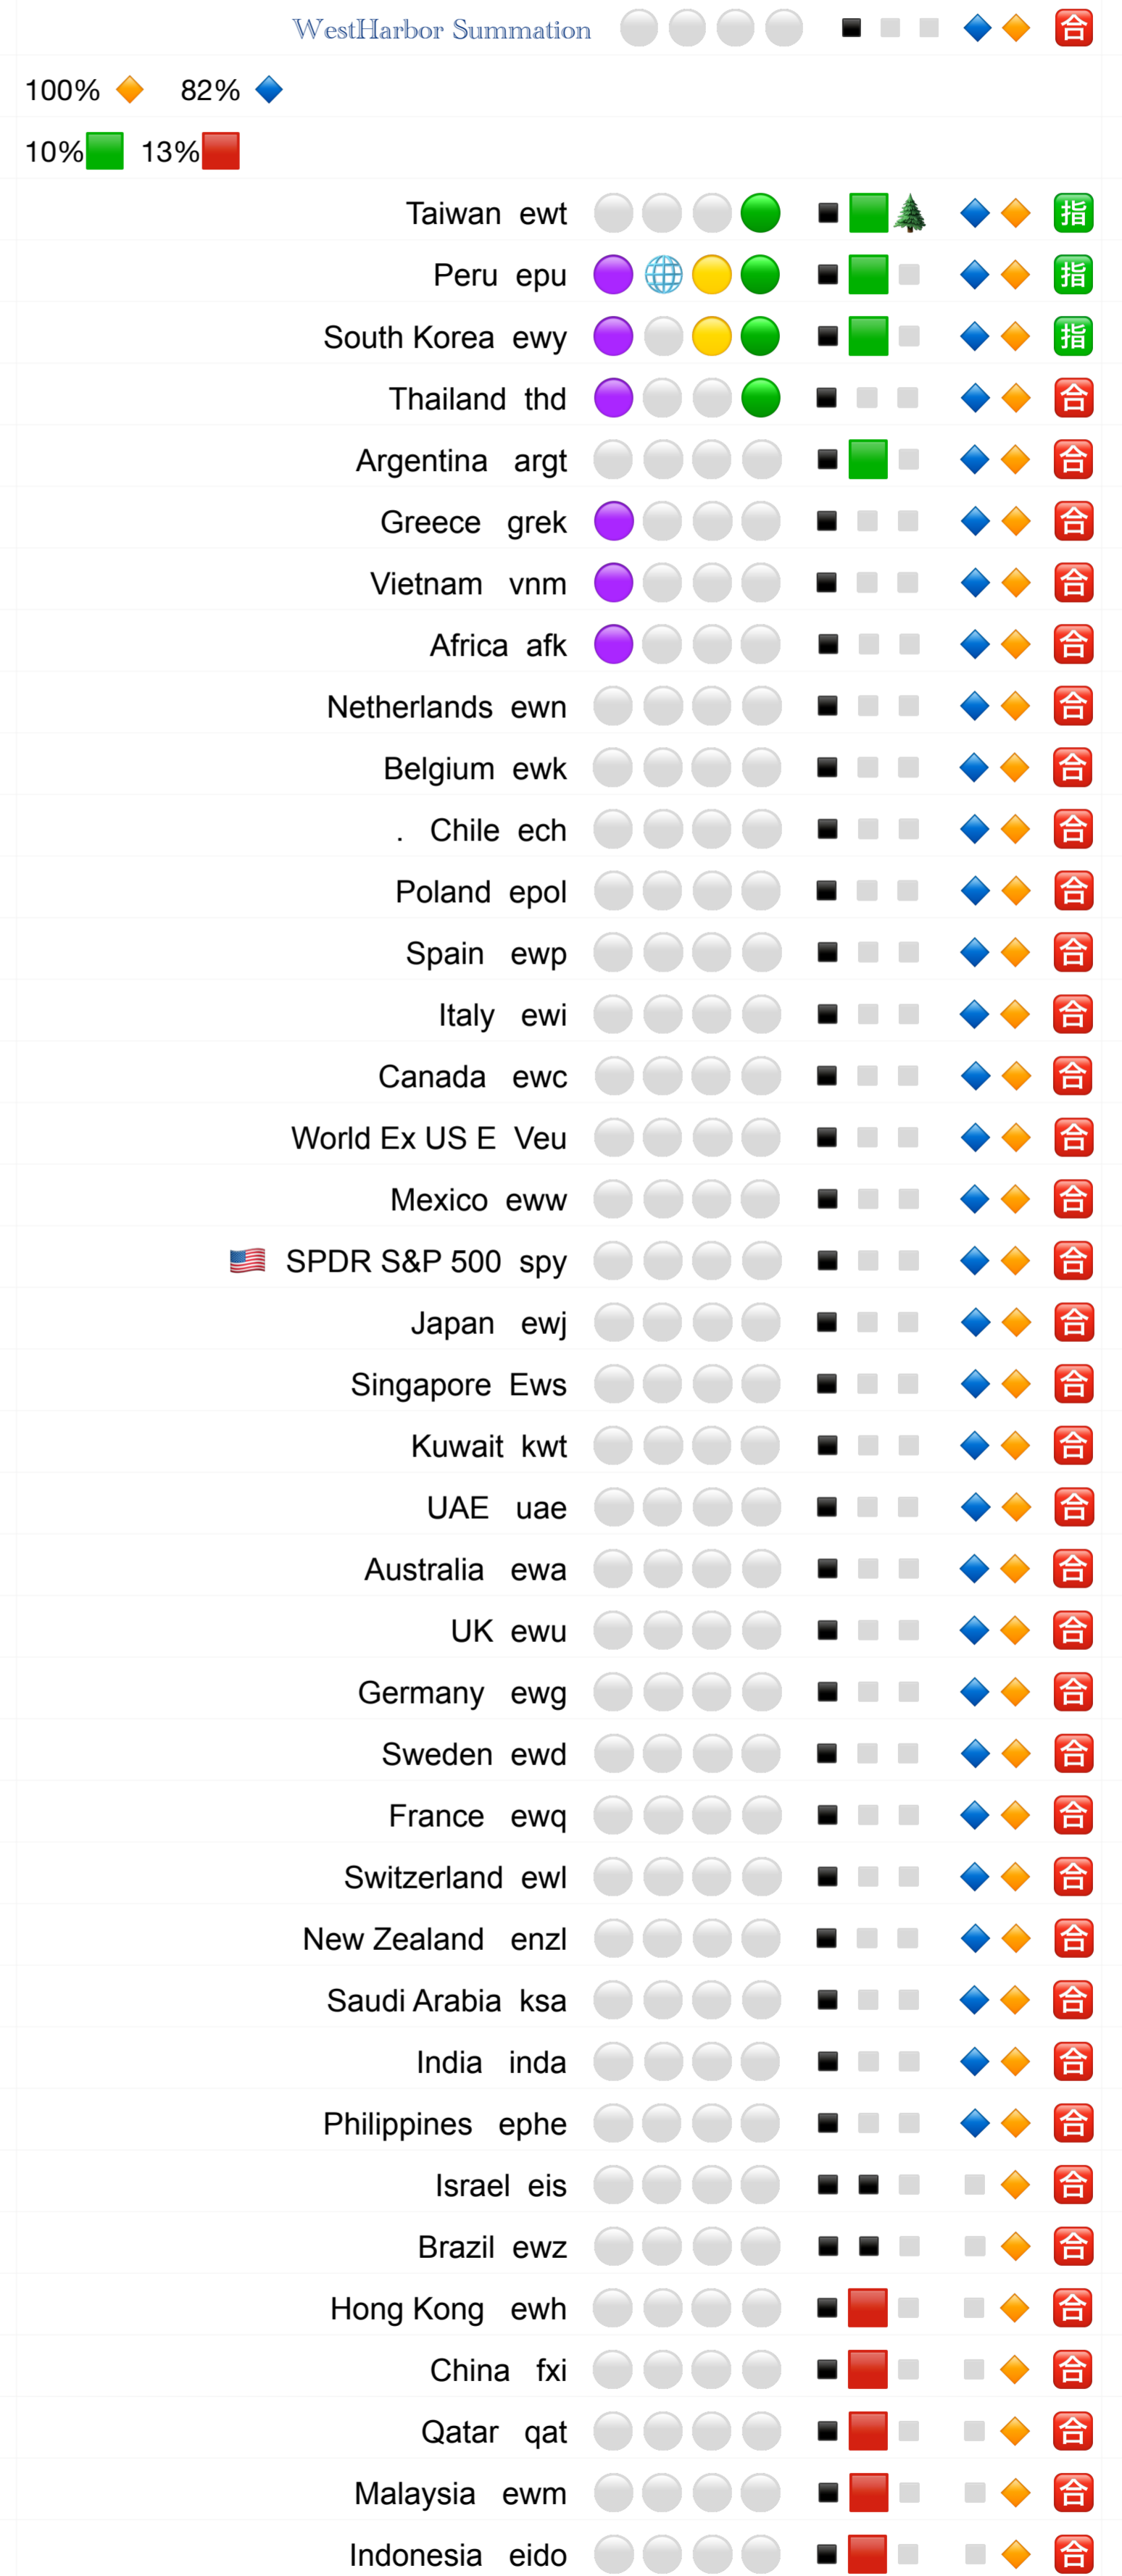 WestHarbor Summation 合
100% 82%
10% 13%
Taiwan ewt 指
Peru epu 指
South Korea ewy 指
Thailand thd 合
Argentina argt 合
Greece grek 合
Vietnam vnm 合
Africa afk 合
Netherlands ewn 合
Belgium ewk 合
. Chile ech 合
Poland epol 合
Spain ewp 合
Italy ewi 合
Canada ewc 合
World Ex US E Veu 合
Mexico eww 合
SPDR S&P 500 spy 合
Japan ewj 合
Singapore Ews 合
Kuwait kwt 合
UAE uae 合
Australia ewa 合
UK ewu 合
Germany ewg 合
Sweden ewd 合
France ewq 合
Switzerland ewl 合
New Zealand enzl 合
Saudi Arabia ksa 合
India inda 合
Philippines ephe 合
Israel eis 合
Brazil ewz 合
Hong Kong ewh 合
China fxi 合
Qatar qat 合
Malaysia ewm 合
Indonesia eido 合